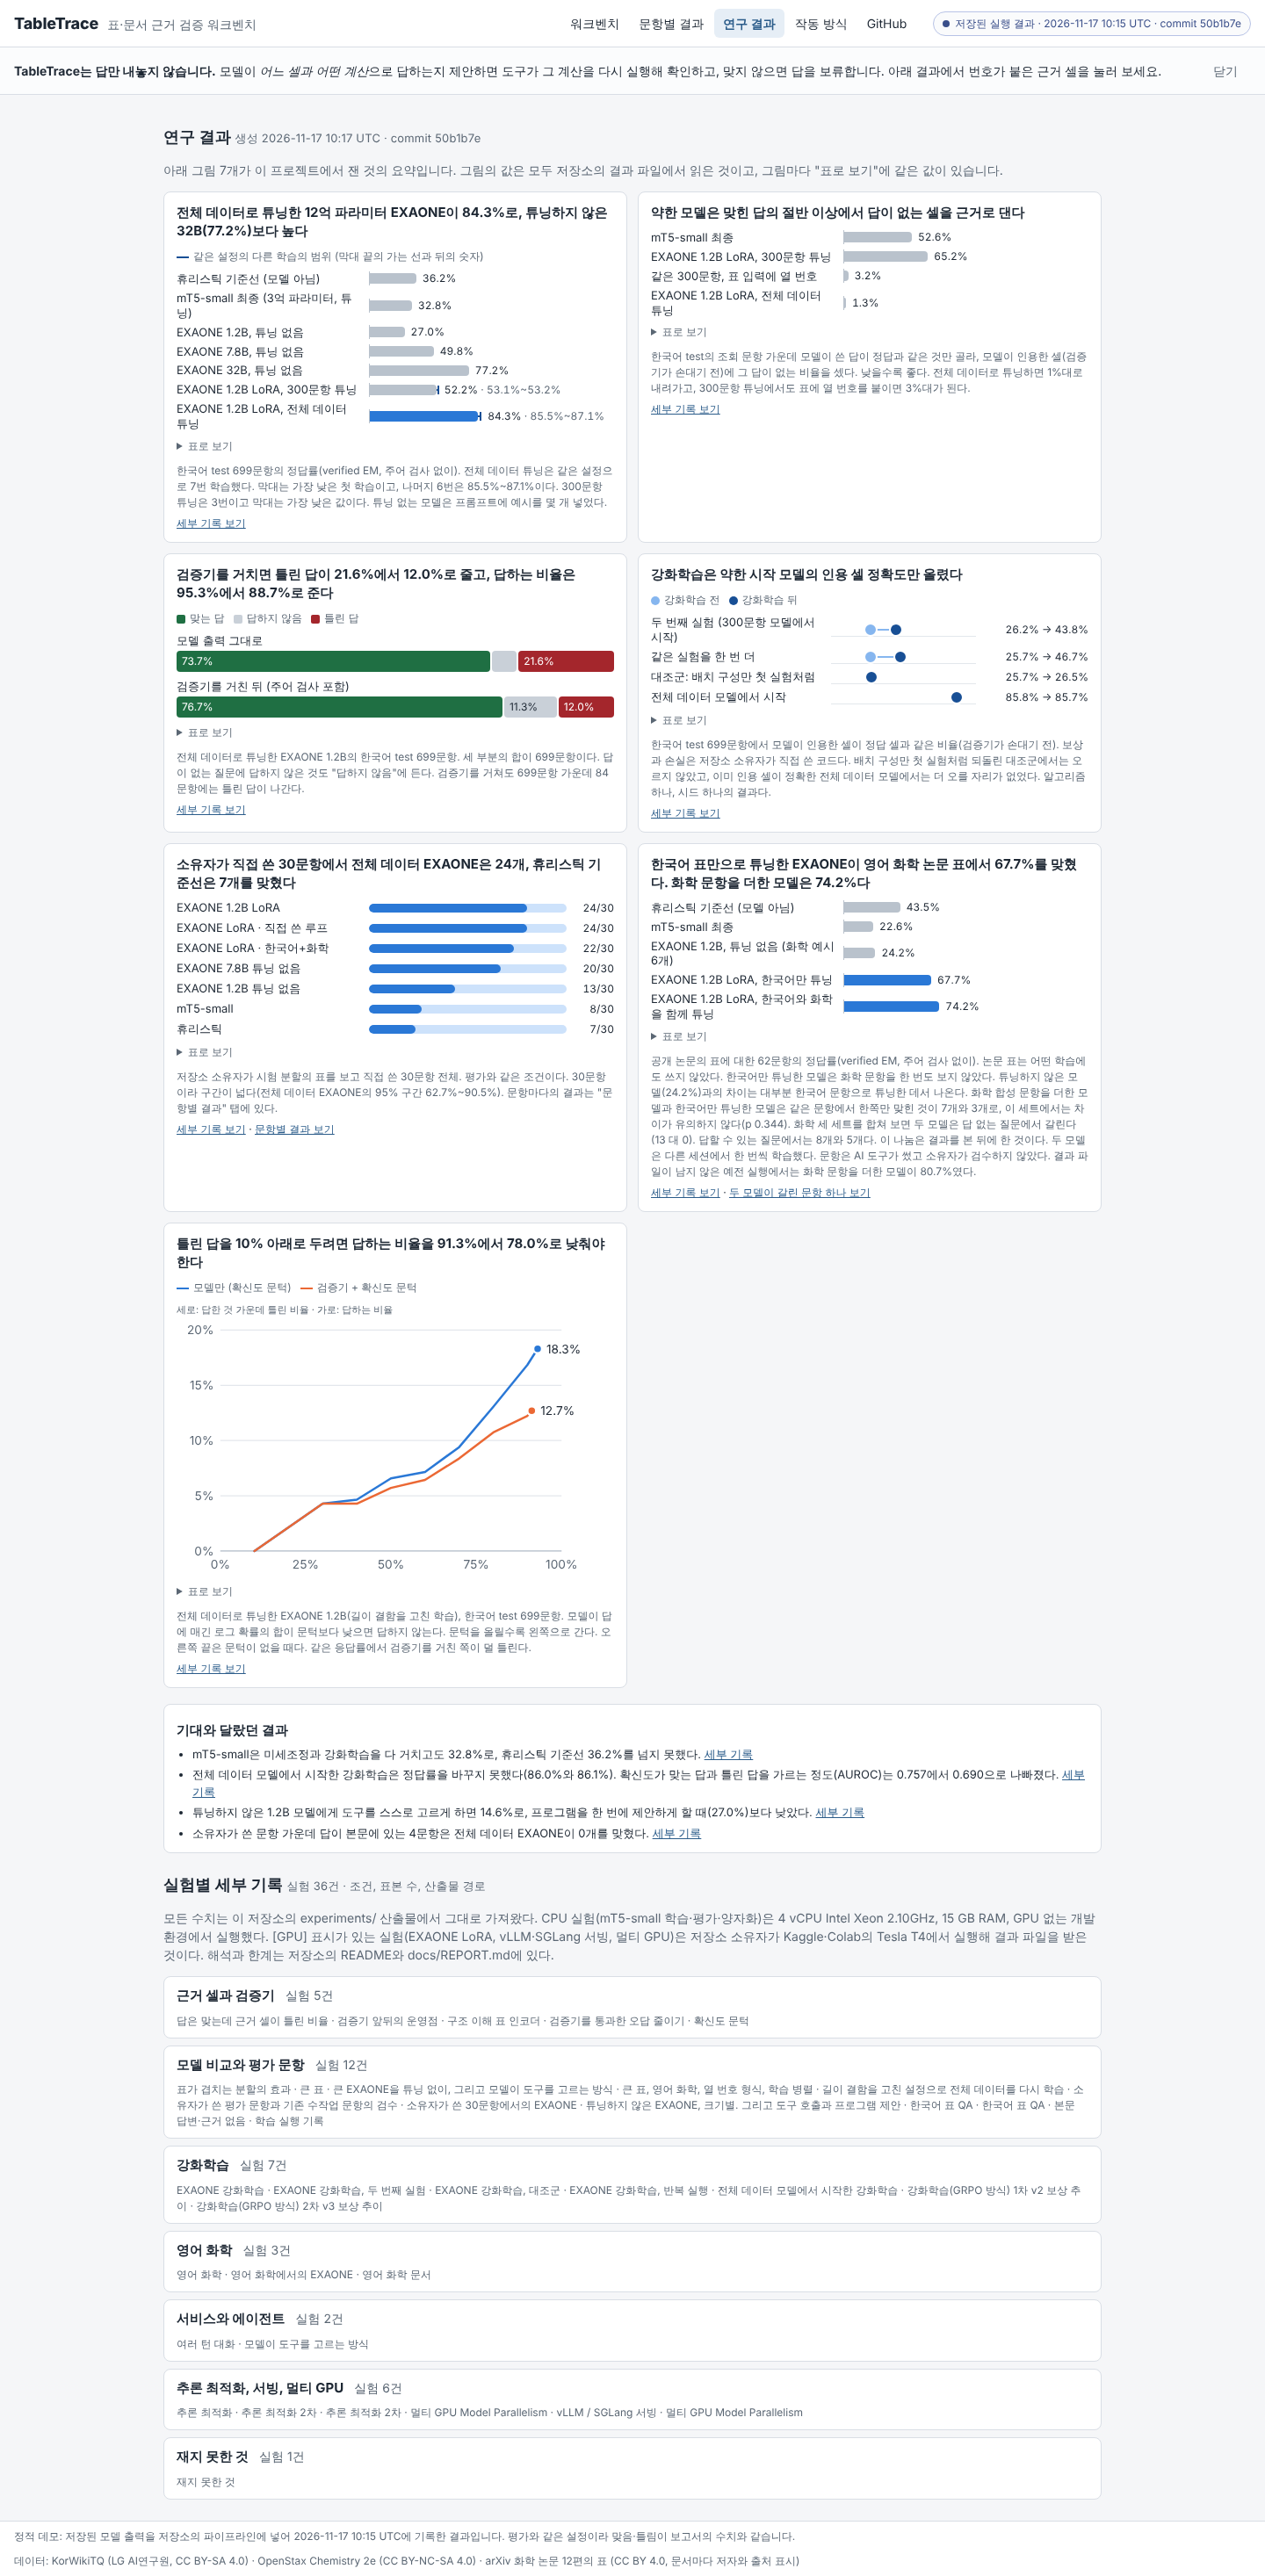 TableTrace 표·문서 근거 검증 워크벤치
워크벤치 문항별 결과 연구 결과 작동 방식 GitHub
저장된 실행 결과 · 2026-11-17 10:15 UTC · commit 50b1b7e
TableTrace는 답만 내놓지 않습니다. 모델이 어느 셀과 어떤 계산으로 답하는지 제안하면 도구가 그 계산을 다시 실행해 확인하고, 맞지 않으면 답을 보류합니다. 아래 결과에서 번호가 붙은 근거 셀을 눌러 보세요. 닫기
연구 결과 생성 2026-11-17 10:17 UTC · commit 50b1b7e
아래 그림 7개가 이 프로젝트에서 잰 것의 요약입니다. 그림의 값은 모두 저장소의 결과 파일에서 읽은 것이고, 그림마다 "표로 보기"에 같은 값이 있습니다.
전체 데이터로 튜닝한 12억 파라미터 EXAONE이 84.3%로, 튜닝하지 않은
32B(77.2%)보다 높다
같은 설정의 다른 학습의 범위 (막대 끝의 가는 선과 뒤의 숫자)
휴리스틱 기준선 (모델 아님) 36.2%
mT5-small 최종 (3억 파라미터, 튜
닝) 32.8%
EXAONE 1.2B, 튜닝 없음 27.0%
EXAONE 7.8B, 튜닝 없음 49.8%
EXAONE 32B, 튜닝 없음 77.2%
EXAONE 1.2B LoRA, 300문항 튜닝 52.2% · 53.1%~53.2%
EXAONE 1.2B LoRA, 전체 데이터
튜닝 84.3% · 85.5%~87.1%
▶ 표로 보기
한국어 test 699문항의 정답률(verified EM, 주어 검사 없이). 전체 데이터 튜닝은 같은 설정으
로 7번 학습했다. 막대는 가장 낮은 첫 학습이고, 나머지 6번은 85.5%~87.1%이다. 300문항
튜닝은 3번이고 막대는 가장 낮은 값이다. 튜닝 없는 모델은 프롬프트에 예시를 몇 개 넣었다.
세부 기록 보기
약한 모델은 맞힌 답의 절반 이상에서 답이 없는 셀을 근거로 댄다
mT5-small 최종 52.6%
EXAONE 1.2B LoRA, 300문항 튜닝 65.2%
같은 300문항, 표 입력에 열 번호 3.2%
EXAONE 1.2B LoRA, 전체 데이터
튜닝 1.3%
▶ 표로 보기
한국어 test의 조회 문항 가운데 모델이 쓴 답이 정답과 같은 것만 골라, 모델이 인용한 셀(검증
기가 손대기 전)에 그 답이 없는 비율을 셌다. 낮을수록 좋다. 전체 데이터로 튜닝하면 1%대로
내려가고, 300문항 튜닝에서도 표에 열 번호를 붙이면 3%대가 된다.
세부 기록 보기
검증기를 거치면 틀린 답이 21.6%에서 12.0%로 줄고, 답하는 비율은
95.3%에서 88.7%로 준다
맞는 답 답하지 않음 틀린 답
모델 출력 그대로
73.7% 21.6%
검증기를 거친 뒤 (주어 검사 포함)
76.7% 11.3% 12.0%
▶ 표로 보기
전체 데이터로 튜닝한 EXAONE 1.2B의 한국어 test 699문항. 세 부분의 합이 699문항이다. 답
이 없는 질문에 답하지 않은 것도 "답하지 않음"에 든다. 검증기를 거쳐도 699문항 가운데 84
문항에는 틀린 답이 나간다.
세부 기록 보기
강화학습은 약한 시작 모델의 인용 셀 정확도만 올렸다
강화학습 전 강화학습 뒤
두 번째 실험 (300문항 모델에서
시작) 26.2% → 43.8%
같은 실험을 한 번 더 25.7% → 46.7%
대조군: 배치 구성만 첫 실험처럼 25.7% → 26.5%
전체 데이터 모델에서 시작 85.8% → 85.7%
▶ 표로 보기
한국어 test 699문항에서 모델이 인용한 셀이 정답 셀과 같은 비율(검증기가 손대기 전). 보상
과 손실은 저장소 소유자가 직접 쓴 코드다. 배치 구성만 첫 실험처럼 되돌린 대조군에서는 오
르지 않았고, 이미 인용 셀이 정확한 전체 데이터 모델에서는 더 오를 자리가 없었다. 알고리즘
하나, 시드 하나의 결과다.
세부 기록 보기
소유자가 직접 쓴 30문항에서 전체 데이터 EXAONE은 24개, 휴리스틱 기
준선은 7개를 맞혔다
EXAONE 1.2B LoRA 24/30
EXAONE LoRA · 직접 쓴 루프 24/30
EXAONE LoRA · 한국어+화학 22/30
EXAONE 7.8B 튜닝 없음 20/30
EXAONE 1.2B 튜닝 없음 13/30
mT5-small 8/30
휴리스틱 7/30
▶ 표로 보기
저장소 소유자가 시험 분할의 표를 보고 직접 쓴 30문항 전체. 평가와 같은 조건이다. 30문항
이라 구간이 넓다(전체 데이터 EXAONE의 95% 구간 62.7%~90.5%). 문항마다의 결과는 "문
항별 결과" 탭에 있다.
세부 기록 보기 · 문항별 결과 보기
한국어 표만으로 튜닝한 EXAONE이 영어 화학 논문 표에서 67.7%를 맞혔
다. 화학 문항을 더한 모델은 74.2%다
휴리스틱 기준선 (모델 아님) 43.5%
mT5-small 최종 22.6%
EXAONE 1.2B, 튜닝 없음 (화학 예시
6개) 24.2%
EXAONE 1.2B LoRA, 한국어만 튜닝 67.7%
EXAONE 1.2B LoRA, 한국어와 화학
을 함께 튜닝 74.2%
▶ 표로 보기
공개 논문의 표에 대한 62문항의 정답률(verified EM, 주어 검사 없이). 논문 표는 어떤 학습에
도 쓰지 않았다. 한국어만 튜닝한 모델은 화학 문항을 한 번도 보지 않았다. 튜닝하지 않은 모
델(24.2%)과의 차이는 대부분 한국어 문항으로 튜닝한 데서 나온다. 화학 합성 문항을 더한 모
델과 한국어만 튜닝한 모델은 같은 문항에서 한쪽만 맞힌 것이 7개와 3개로, 이 세트에서는 차
이가 유의하지 않다(p 0.344). 화학 세 세트를 합쳐 보면 두 모델은 답 없는 질문에서 갈린다
(13 대 0). 답할 수 있는 질문에서는 8개와 5개다. 이 나눔은 결과를 본 뒤에 한 것이다. 두 모델
은 다른 세션에서 한 번씩 학습했다. 문항은 AI 도구가 썼고 소유자가 검수하지 않았다. 결과 파
일이 남지 않은 예전 실행에서는 화학 문항을 더한 모델이 80.7%였다.
세부 기록 보기 · 두 모델이 갈린 문항 하나 보기
틀린 답을 10% 아래로 두려면 답하는 비율을 91.3%에서 78.0%로 낮춰야
한다
모델만 (확신도 문턱) 검증기 + 확신도 문턱
세로: 답한 것 가운데 틀린 비율 · 가로: 답하는 비율
20%
18.3%
15%
12.7%
10%
5%
0%
0% 25% 50% 75% 100%
▶ 표로 보기
전체 데이터로 튜닝한 EXAONE 1.2B(길이 결함을 고친 학습), 한국어 test 699문항. 모델이 답
에 매긴 로그 확률의 합이 문턱보다 낮으면 답하지 않는다. 문턱을 올릴수록 왼쪽으로 간다. 오
른쪽 끝은 문턱이 없을 때다. 같은 응답률에서 검증기를 거친 쪽이 덜 틀린다.
세부 기록 보기
기대와 달랐던 결과
• mT5-small은 미세조정과 강화학습을 다 거치고도 32.8%로, 휴리스틱 기준선 36.2%를 넘지 못했다. 세부 기록
• 전체 데이터 모델에서 시작한 강화학습은 정답률을 바꾸지 못했다(86.0%와 86.1%). 확신도가 맞는 답과 틀린 답을 가르는 정도(AUROC)는 0.757에서 0.690으로 나빠졌다. 세부
기록
• 튜닝하지 않은 1.2B 모델에게 도구를 스스로 고르게 하면 14.6%로, 프로그램을 한 번에 제안하게 할 때(27.0%)보다 낮았다. 세부 기록
• 소유자가 쓴 문항 가운데 답이 본문에 있는 4문항은 전체 데이터 EXAONE이 0개를 맞혔다. 세부 기록
실험별 세부 기록 실험 36건 · 조건, 표본 수, 산출물 경로
모든 수치는 이 저장소의 experiments/ 산출물에서 그대로 가져왔다. CPU 실험(mT5-small 학습·평가·양자화)은 4 vCPU Intel Xeon 2.10GHz, 15 GB RAM, GPU 없는 개발
환경에서 실행했다. [GPU] 표시가 있는 실험(EXAONE LoRA, vLLM·SGLang 서빙, 멀티 GPU)은 저장소 소유자가 Kaggle·Colab의 Tesla T4에서 실행해 결과 파일을 받은
것이다. 해석과 한계는 저장소의 README와 docs/REPORT.md에 있다.
근거 셀과 검증기 실험 5건
답은 맞는데 근거 셀이 틀린 비율 · 검증기 앞뒤의 운영점 · 구조 이해 표 인코더 · 검증기를 통과한 오답 줄이기 · 확신도 문턱
모델 비교와 평가 문항 실험 12건
표가 겹치는 분할의 효과 · 큰 표 · 큰 EXAONE을 튜닝 없이, 그리고 모델이 도구를 고르는 방식 · 큰 표, 영어 화학, 열 번호 형식, 학습 병렬 · 길이 결함을 고친 설정으로 전체 데이터를 다시 학습 · 소
유자가 쓴 평가 문항과 기존 수작업 문항의 검수 · 소유자가 쓴 30문항에서의 EXAONE · 튜닝하지 않은 EXAONE, 크기별. 그리고 도구 호출과 프로그램 제안 · 한국어 표 QA · 한국어 표 QA · 본문
답변·근거 없음 · 학습 실행 기록
강화학습 실험 7건
EXAONE 강화학습 · EXAONE 강화학습, 두 번째 실험 · EXAONE 강화학습, 대조군 · EXAONE 강화학습, 반복 실행 · 전체 데이터 모델에서 시작한 강화학습 · 강화학습(GRPO 방식) 1차 v2 보상 추
이 · 강화학습(GRPO 방식) 2차 v3 보상 추이
영어 화학 실험 3건
영어 화학 · 영어 화학에서의 EXAONE · 영어 화학 문서
서비스와 에이전트 실험 2건
여러 턴 대화 · 모델이 도구를 고르는 방식
추론 최적화, 서빙, 멀티 GPU 실험 6건
추론 최적화 · 추론 최적화 2차 · 추론 최적화 2차 · 멀티 GPU Model Parallelism · vLLM / SGLang 서빙 · 멀티 GPU Model Parallelism
재지 못한 것 실험 1건
재지 못한 것
정적 데모: 저장된 모델 출력을 저장소의 파이프라인에 넣어 2026-11-17 10:15 UTC에 기록한 결과입니다. 평가와 같은 설정이라 맞음·틀림이 보고서의 수치와 같습니다.
데이터: KorWikiTQ (LG AI연구원, CC BY-SA 4.0) · OpenStax Chemistry 2e (CC BY-NC-SA 4.0) · arXiv 화학 논문 12편의 표 (CC BY 4.0, 문서마다 저자와 출처 표시)